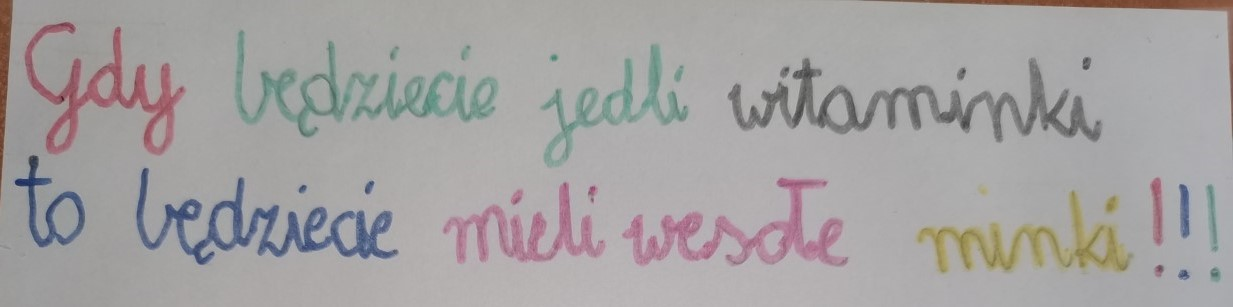 Gdy będziecie jedli witaminki
to będziecie mieli wesołe minki!!!